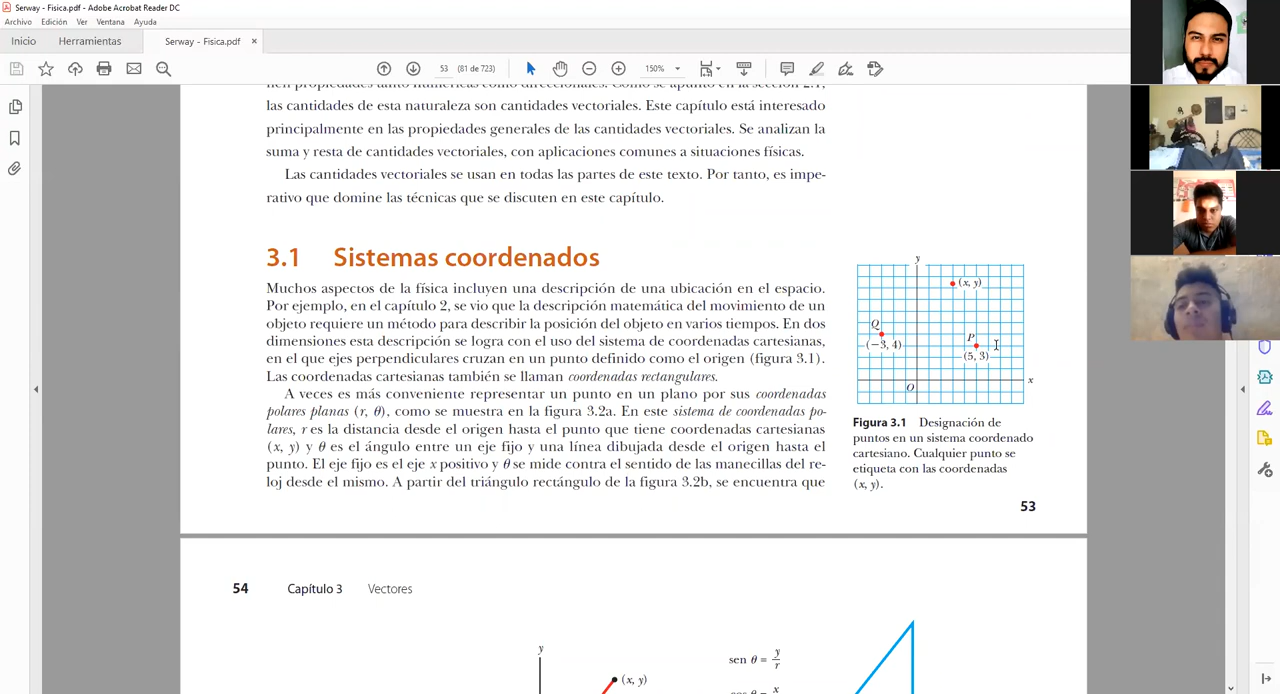 Serway - Fisica.pdf - Adobe Acrobat Reader DC
Archivo Edición Ver Ventana Ayuda
Inicio Herramientas Serway - Fisica.pdf ×
53 (81 de 723) 150%
las cantidades de esta naturaleza son cantidades vectoriales. Este capítulo está interesado
principalmente en las propiedades generales de las cantidades vectoriales. Se analizan la
suma y resta de cantidades vectoriales, con aplicaciones comunes a situaciones físicas.
Las cantidades vectoriales se usan en todas las partes de este texto. Por tanto, es impe-
rativo que domine las técnicas que se discuten en este capítulo.
3.1 Sistemas coordenados
Muchos aspectos de la física incluyen una descripción de una ubicación en el espacio.
Por ejemplo, en el capítulo 2, se vio que la descripción matemática del movimiento de un
objeto requiere un método para describir la posición del objeto en varios tiempos. En dos
dimensiones esta descripción se logra con el uso del sistema de coordenadas cartesianas,
en el que ejes perpendiculares cruzan en un punto definido como el origen (figura 3.1).
Las coordenadas cartesianas también se llaman coordenadas rectangulares.
A veces es más conveniente representar un punto en un plano por sus coordenadas
polares planas (r, θ), como se muestra en la figura 3.2a. En este sistema de coordenadas po-
lares, r es la distancia desde el origen hasta el punto que tiene coordenadas cartesianas
(x, y) y θ es el ángulo entre un eje fijo y una línea dibujada desde el origen hasta el
punto. El eje fijo es el eje x positivo y θ se mide contra el sentido de las manecillas del re-
loj desde el mismo. A partir del triángulo rectángulo de la figura 3.2b, se encuentra que
y
(x, y)
Q
(−3, 4)
P
(5, 3)
x
O
Figura 3.1 Designación de
puntos en un sistema coordenado
cartesiano. Cualquier punto se
etiqueta con las coordenadas
(x, y).
53
54 Capítulo 3 Vectores
y
(x, y)
sen θ = y/r